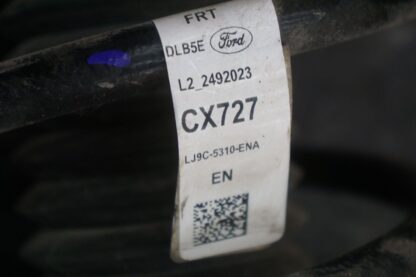 FRT
DLB5E Ford
L2_2492023
CX727
LJ9C-5310-ENA
EN